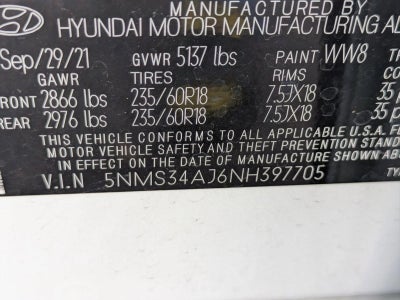 MANUFACTURED BY
HYUNDAI MOTOR MANUFACTURING
Sep/29/21 GVWR 5137 lbs PAINT WW8
GAWR TIRES RIMS
FRONT 2866 lbs 235/60R18 7.5JX18 35
REAR 2976 lbs 235/60R18 7.5JX18 35
THIS VEHICLE CONFORMS TO ALL APPLICABLE U.S.A.
MOTOR VEHICLE SAFETY AND THEFT PREVENTION
IN EFFECT ON THE DATE OF MANUFACTURE SHOWN
V.I.N 5NMS34AJ6NH397705